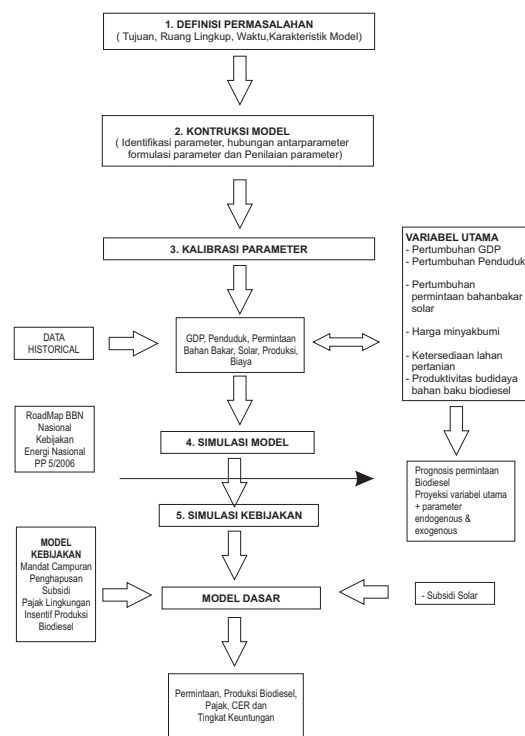 1. DEFINISI PERMASALAHAN
( Tujuan, Ruang Lingkup, Waktu,Karakteristik Model)
2. KONTRUKSI MODEL
( Identifikasi parameter, hubungan antarparameter
formulasi parameter dan Penilaian parameter)
3. KALIBRASI PARAMETER
VARIABEL UTAMA
- Pertumbuhan GDP
- Pertumbuhan Penduduk
- Pertumbuhan
permintaan bahanbakar
solar
- Harga minyakbumi
- Ketersediaan lahan
pertanian
- Produktivitas budidaya
bahan baku biodiesel
DATA
HISTORICAL
GDP, Penduduk, Permintaan
Bahan Bakar, Solar, Produksi,
Biaya
RoadMap BBN
Nasional
Kebijakan
Energi Nasional
PP 5/2006
4. SIMULASI MODEL
Prognosis permintaan
Biodiesel
Proyeksi variabel utama
+ parameter
endogenous &
exogenous
5. SIMULASI KEBIJAKAN
MODEL
KEBIJAKAN
Mandat Campuran
Penghapusan
Subsidi
Pajak Lingkungan
Insentif Produksi
Biodiesel
MODEL DASAR
- Subsidi Solar
Permintaan, Produksi Biodiesel,
Pajak, CER dan
Tingkat Keuntungan